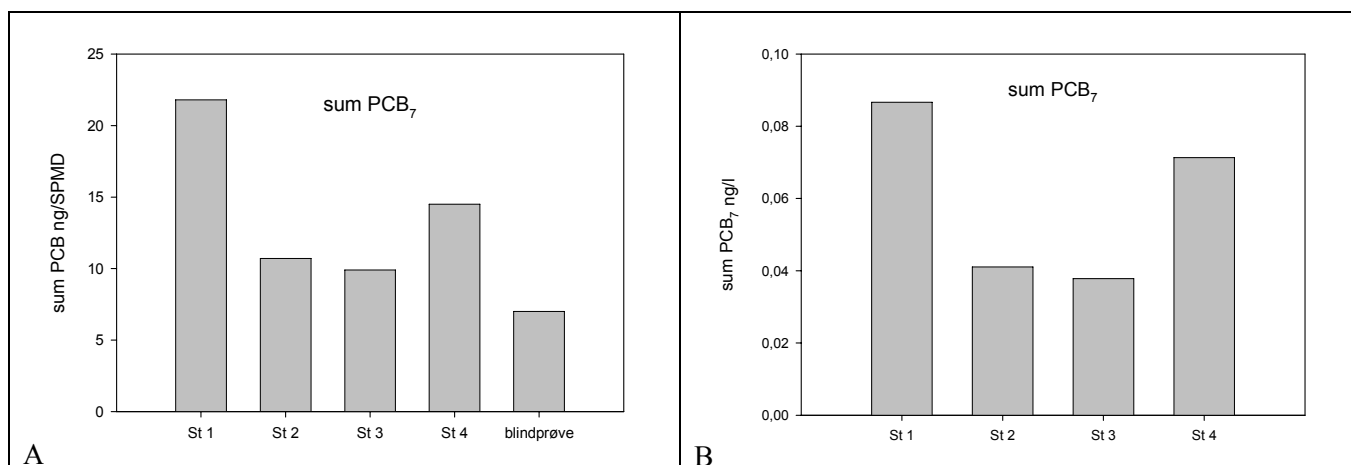 sum PCB₇
sum PCB ng/SPMD
25
20
15
10
5
0
St 1 St 2 St 3 St 4 blindprøve
A
sum PCB₇
sum PCB₇ ng/l
0,10
0,08
0,06
0,04
0,02
0,00
St 1 St 2 St 3 St 4
B